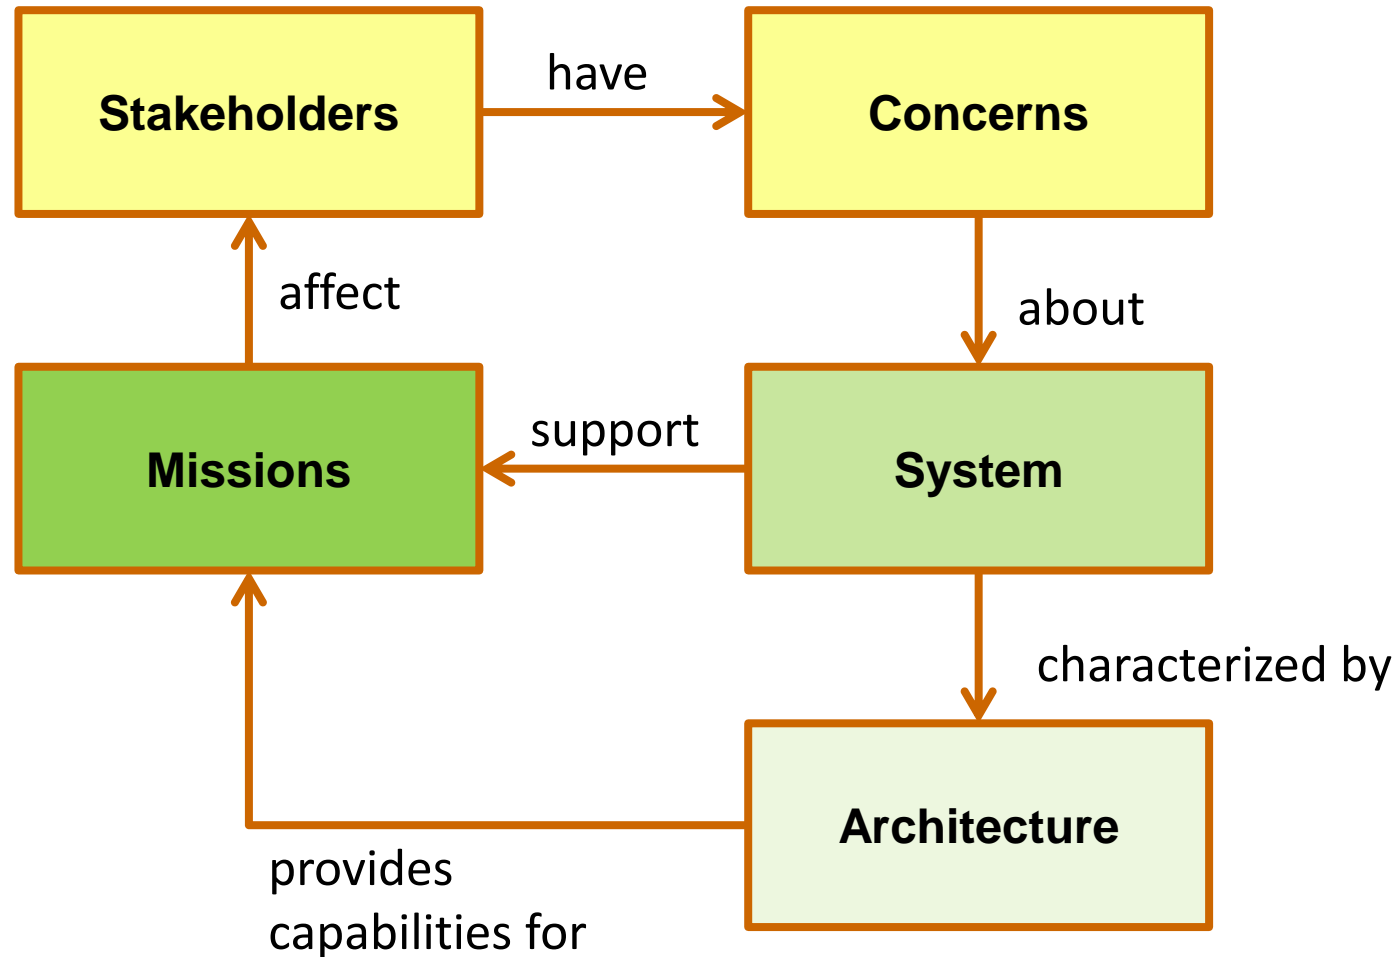 have
Stakeholders
Concerns
affect
about
support
Missions
System
characterized by
Architecture
provides
capabilities for